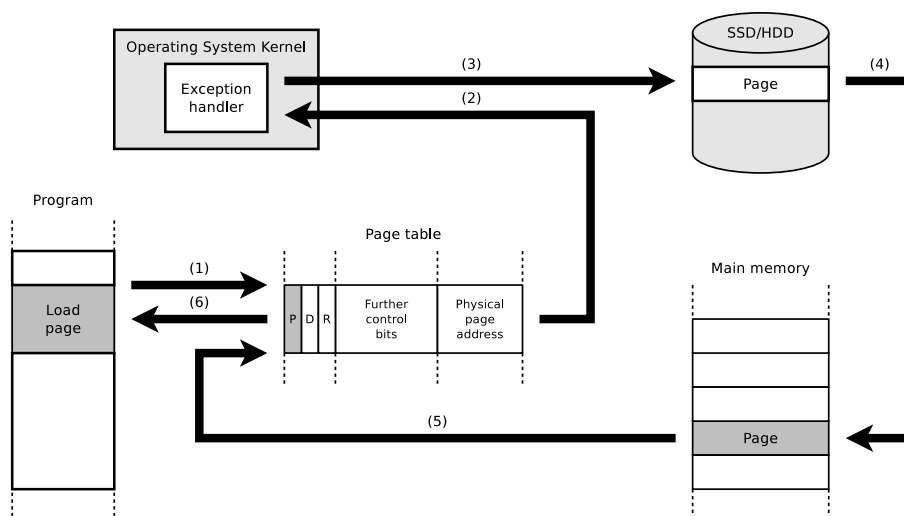 Operating System Kernel
Exception
handler
(3)
(2)
SSD/HDD
Page
(4)
Program
Load
page
(1)
(6)
Page table
P
D
R
Further
control
bits
Physical
page
address
(5)
Main memory
Page